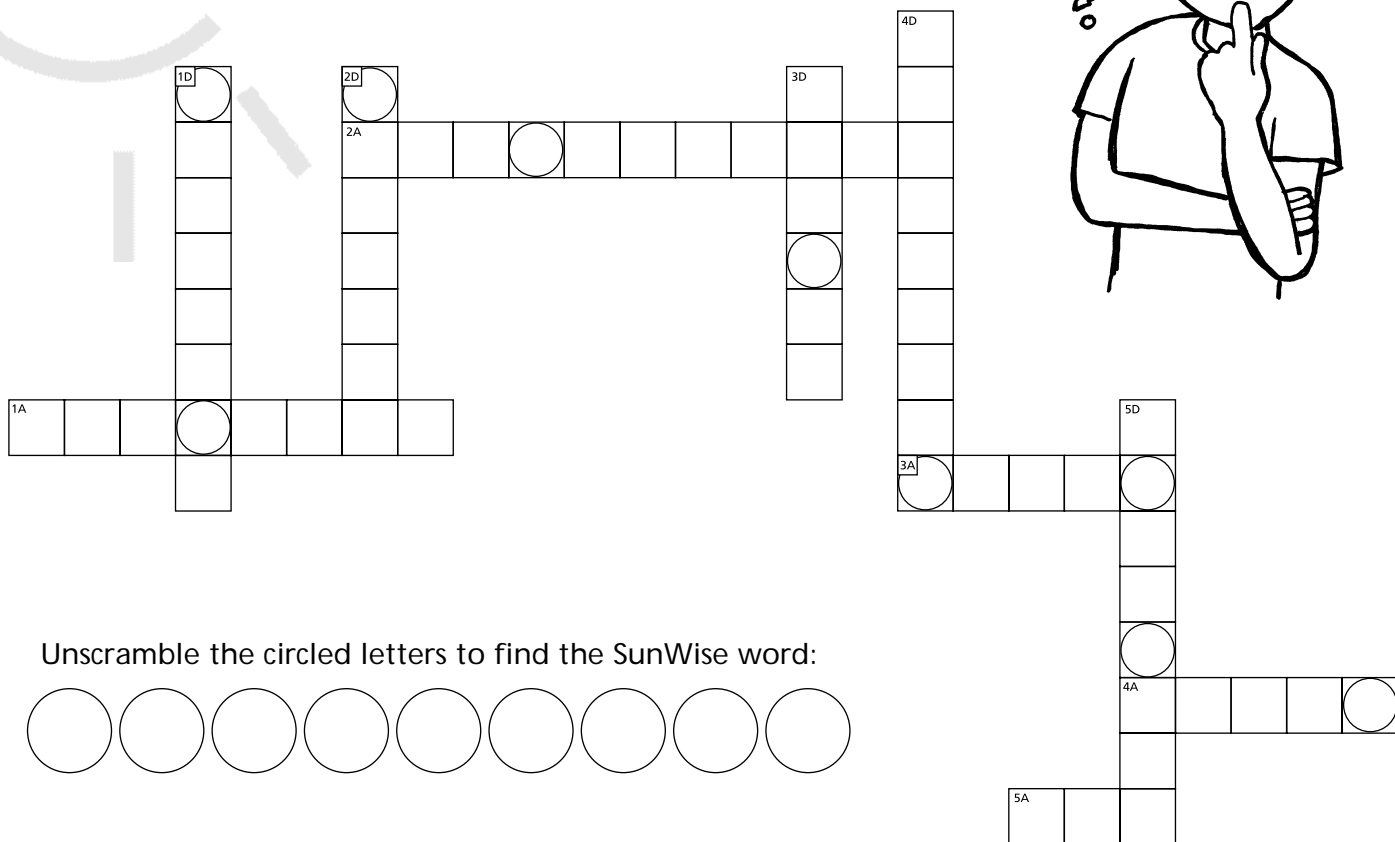 4D
1D
2D
3D
2A
1A
5D
3A
Unscramble the circled letters to find the SunWise word:
4A
5A